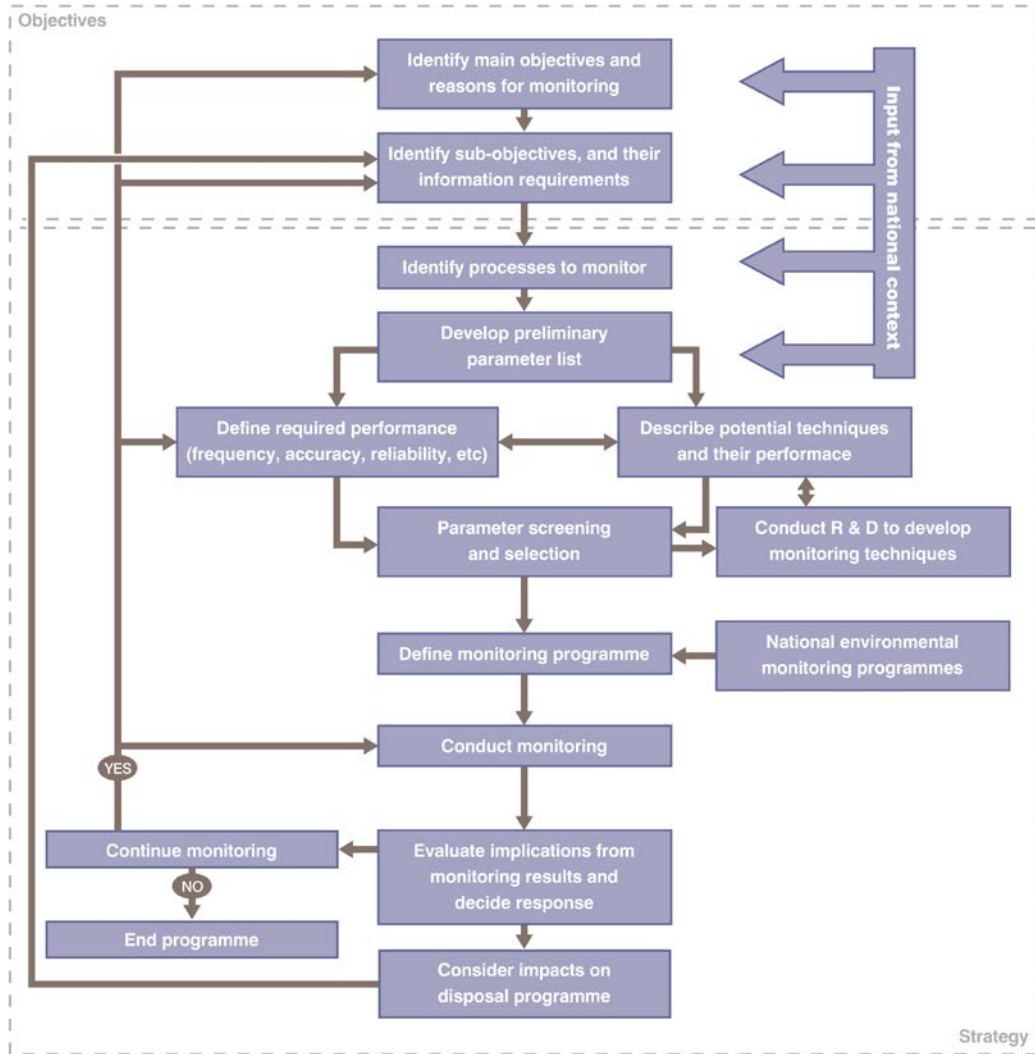 Objectives
Identify main objectives and
reasons for monitoring
Identify sub-objectives, and their
information requirements
Input from national
context
Identify processes to monitor
Develop preliminary
parameter list
Define required performance
(frequency, accuracy, reliability, etc)
Describe potential techniques
and their performace
Parameter screening
and selection
Conduct R & D to develop
monitoring techniques
Define monitoring programme
National environmental
monitoring programmes
Conduct monitoring
YES
Continue monitoring
Evaluate implications from
monitoring results and
decide response
NO
End programme
Consider impacts on
disposal programme
Strategy